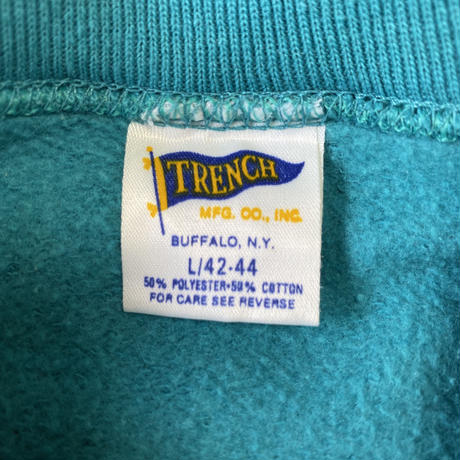 TRENCH
MFG. CO., INC.
BUFFALO, N.Y.
L/42-44
50% POLYESTER•50% COTTON
FOR CARE SEE REVERSE